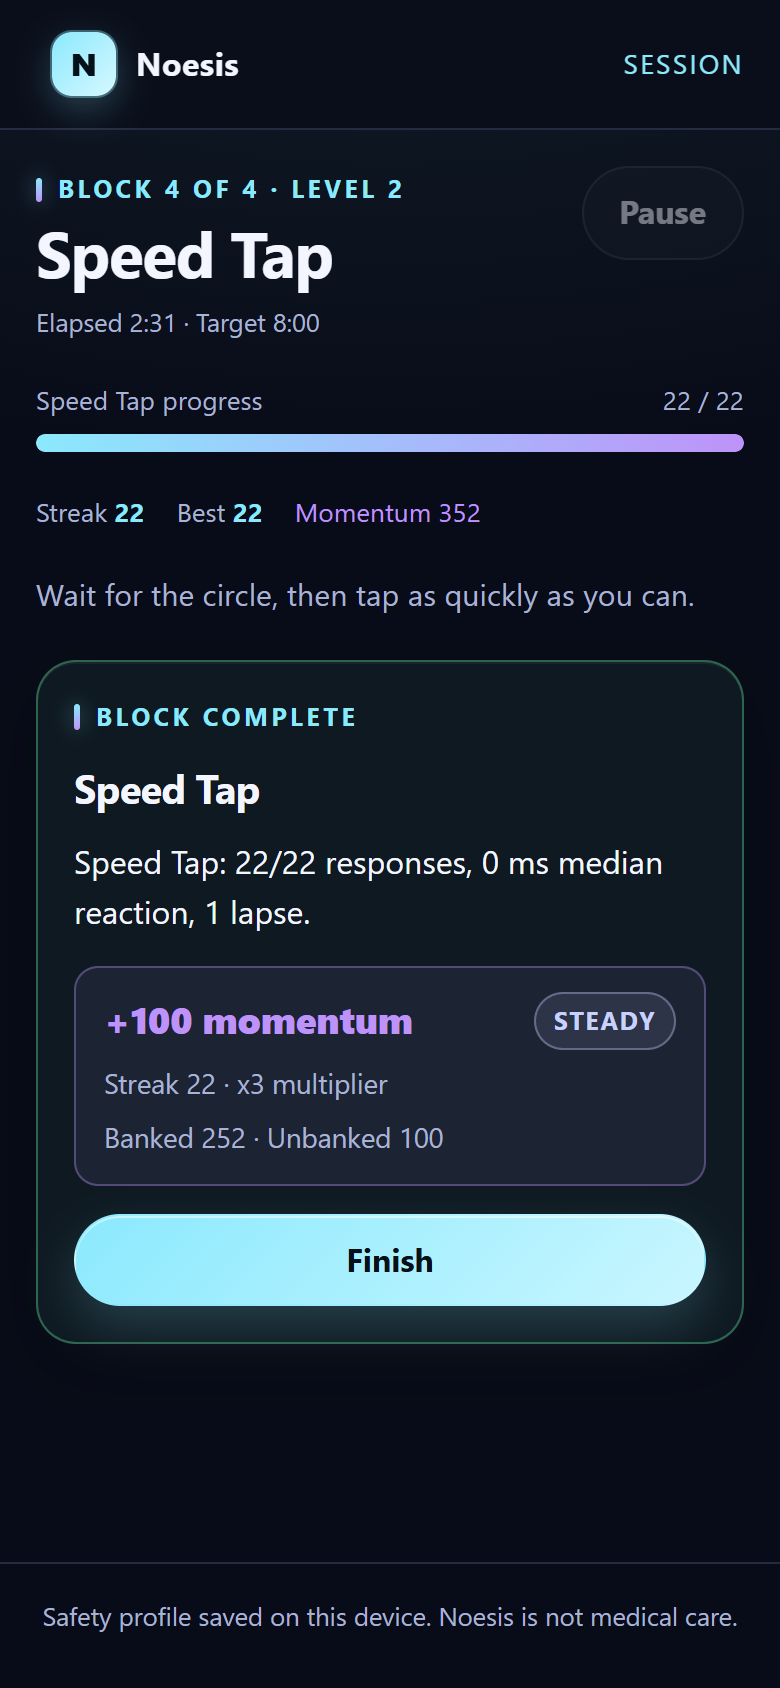 N Noesis SESSION
BLOCK 4 OF 4 · LEVEL 2
Pause
Speed Tap
Elapsed 2:31 · Target 8:00
Speed Tap progress 22 / 22
Streak 22 Best 22 Momentum 352
Wait for the circle, then tap as quickly as you can.
BLOCK COMPLETE
Speed Tap
Speed Tap: 22/22 responses, 0 ms median
reaction, 1 lapse.
+100 momentum STEADY
Streak 22 · x3 multiplier
Banked 252 · Unbanked 100
Finish
Safety profile saved on this device. Noesis is not medical care.